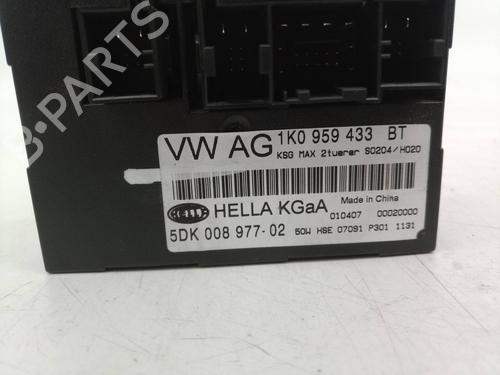 B-PARTS
VW AG 1K0 959 433 BT
KSG MAX 2tuerer S0204/H020
Made in China
HELLA HELLA KGaA 010407 00020000
5DK 008 977-02 50W HSE 07091 P301 1131